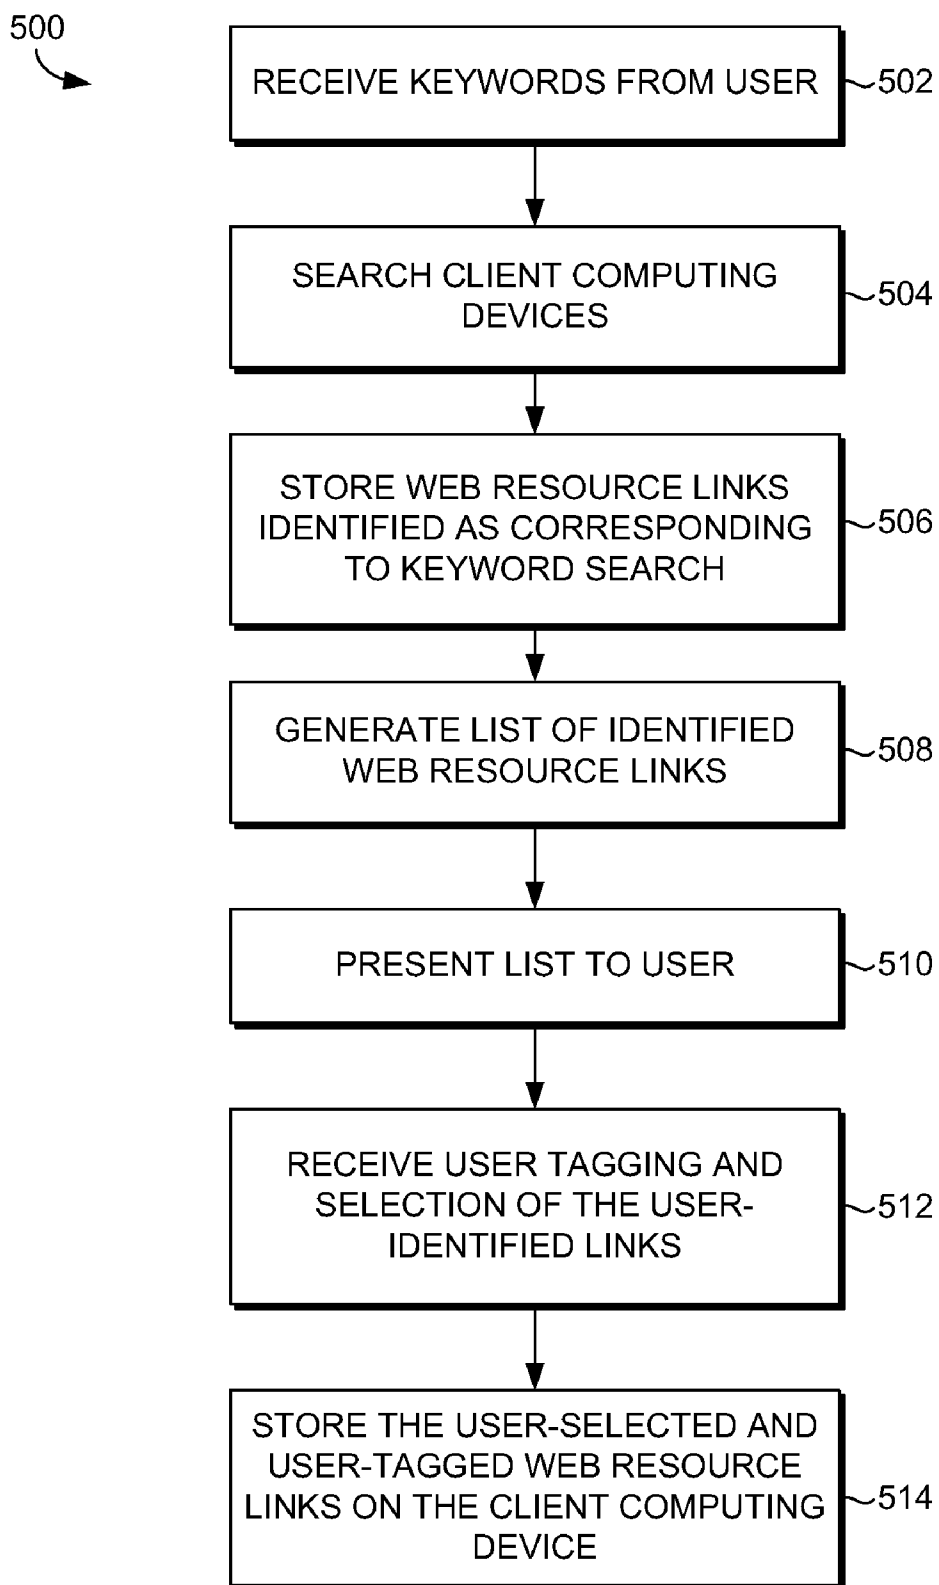 500
RECEIVE KEYWORDS FROM USER
502
SEARCH CLIENT COMPUTING
DEVICES
504
STORE WEB RESOURCE LINKS
IDENTIFIED AS CORRESPONDING
TO KEYWORD SEARCH
506
GENERATE LIST OF IDENTIFIED
WEB RESOURCE LINKS
508
PRESENT LIST TO USER
510
RECEIVE USER TAGGING AND
SELECTION OF THE USER-
IDENTIFIED LINKS
512
STORE THE USER-SELECTED AND
USER-TAGGED WEB RESOURCE
LINKS ON THE CLIENT COMPUTING
DEVICE
514